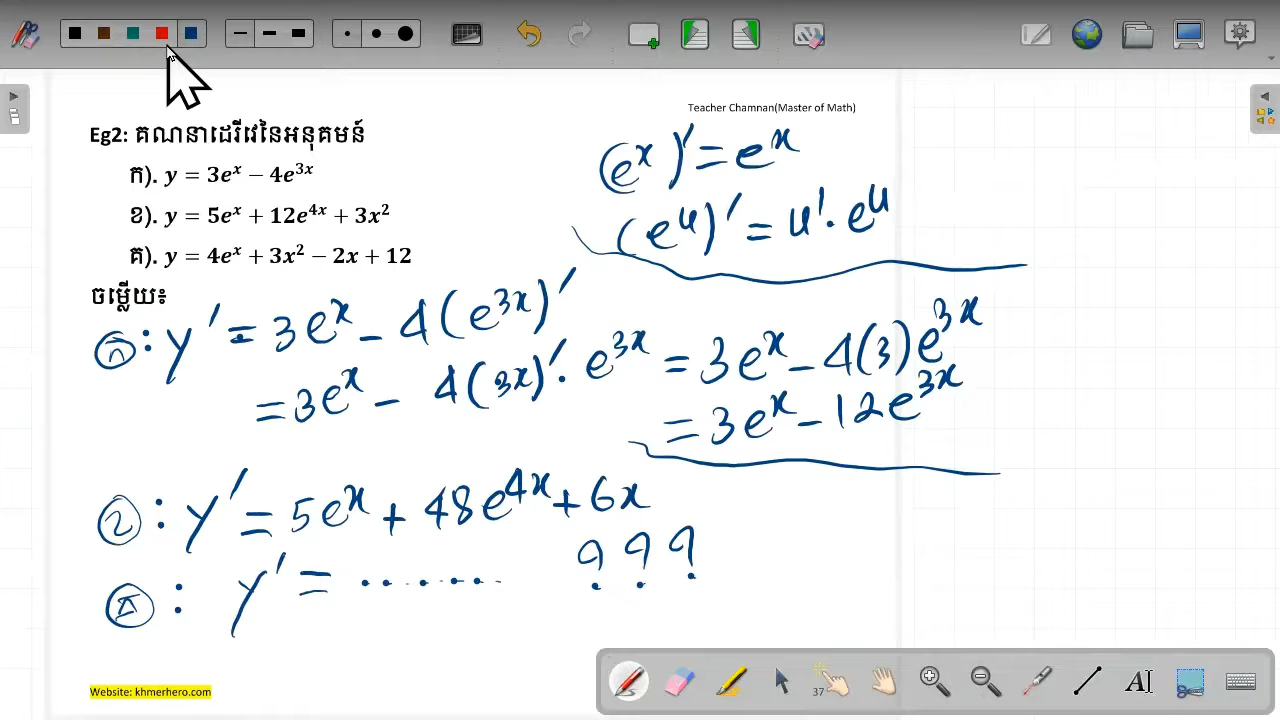 Teacher Chamnan(Master of Math)
Eg2: គណនាដេរីវេនៃអនុគមន៍
ក). y = 3eˣ − 4e³ˣ
ខ). y = 5eˣ + 12e⁴ˣ + 3x²
គ). y = 4eˣ + 3x² − 2x + 12
ចម្លើយ៖
(eˣ)' = eˣ
(eᵘ)' = u'. eᵘ
ក : y' = 3eˣ − 4(e³ˣ)'
= 3eˣ − 4(3x)'. e³ˣ = 3eˣ − 4(3)e³ˣ
= 3eˣ − 12e³ˣ
2 : y' = 5eˣ + 48e⁴ˣ + 6x
គ : y' = ....... ? ? ?
Website: khmerhero.com
37